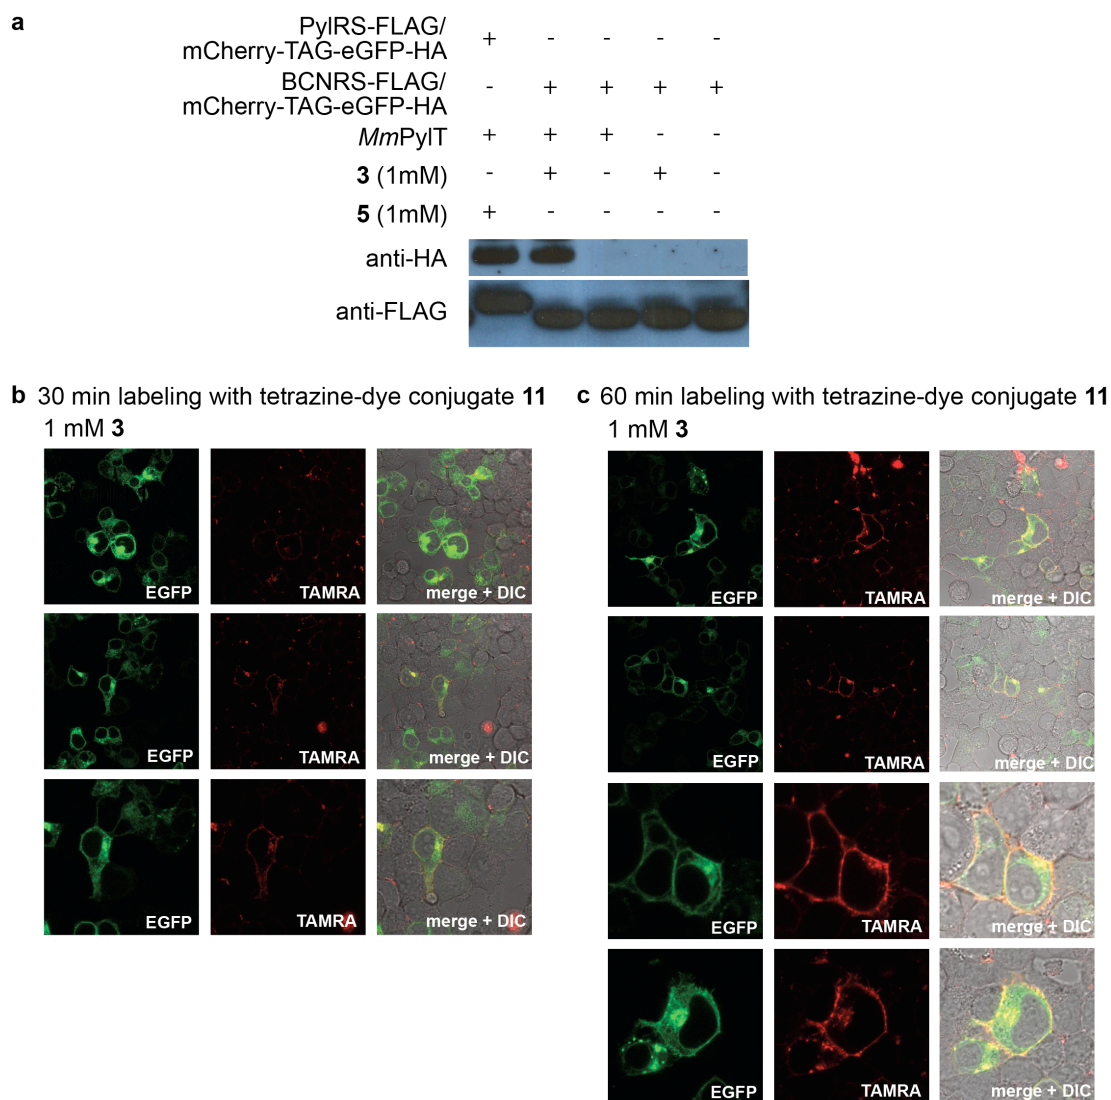 a
PylRS-FLAG/
mCherry-TAG-eGFP-HA
+ - - - -
BCNRS-FLAG/
mCherry-TAG-eGFP-HA
- + + + +
MmPylT + + + - -
3 (1mM) - + - + -
5 (1mM) + - - - -
anti-HA
anti-FLAG
b 30 min labeling with tetrazine-dye conjugate 11
1 mM 3
EGFP TAMRA merge + DIC
EGFP TAMRA merge + DIC
EGFP TAMRA merge + DIC
c 60 min labeling with tetrazine-dye conjugate 11
1 mM 3
EGFP TAMRA merge + DIC
EGFP TAMRA merge + DIC
EGFP TAMRA merge + DIC
EGFP TAMRA merge + DIC